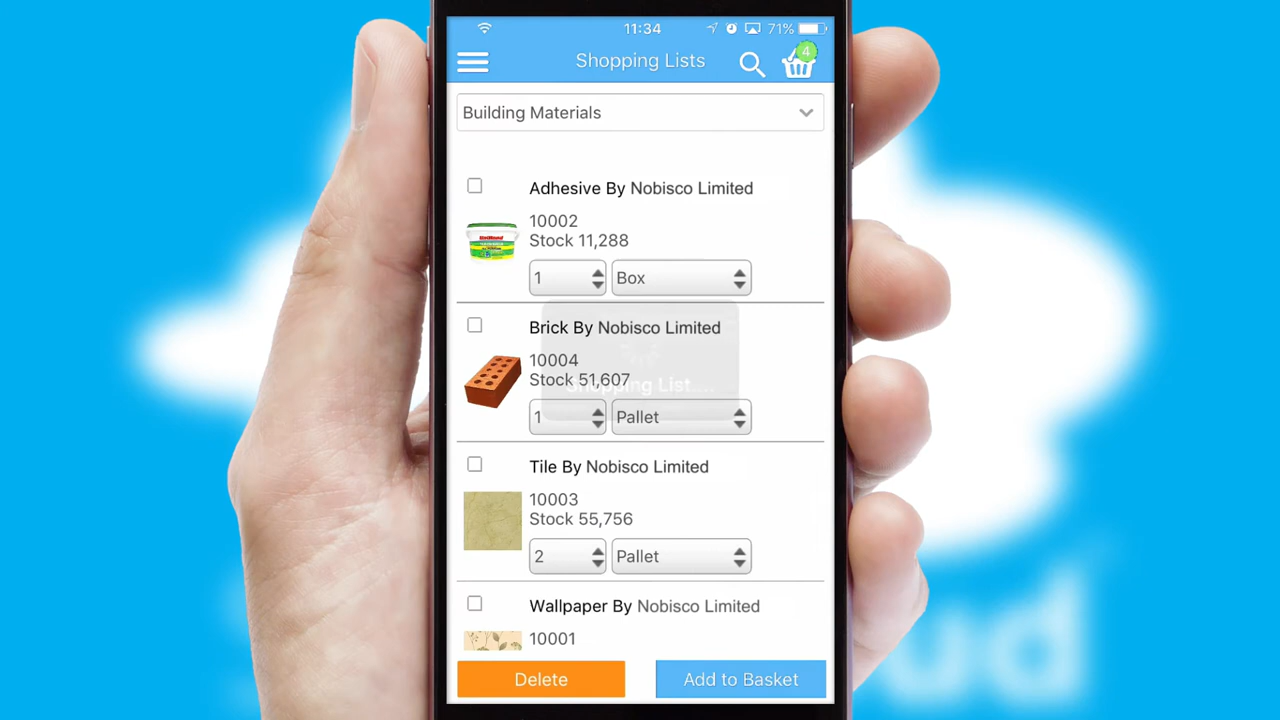 11:34
71%
Shopping Lists
4
Building Materials
Adhesive By Nobisco Limited
10002
Stock 11,288
1
Box
Brick By Nobisco Limited
10004
Stock 51,607
Shopping List....
1
Pallet
Tile By Nobisco Limited
10003
Stock 55,756
2
Pallet
Wallpaper By Nobisco Limited
10001
Delete
Add to Basket